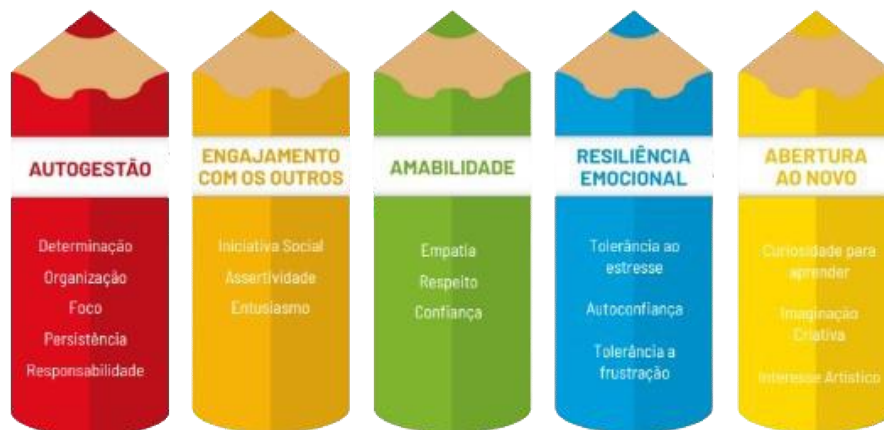 AUTOGESTÃO
Determinação
Organização
Foco
Persistência
Responsabilidade
ENGAJAMENTO
COM OS OUTROS
Iniciativa Social
Assertividade
Entusiasmo
AMABILIDADE
Empatia
Respeito
Confiança
RESILIÊNCIA
EMOCIONAL
Tolerância ao
estresse
Autoconfiança
Tolerância a
frustração
ABERTURA
AO NOVO
Curiosidade para
aprender
Imaginação
Criativa
Interesse Artístico